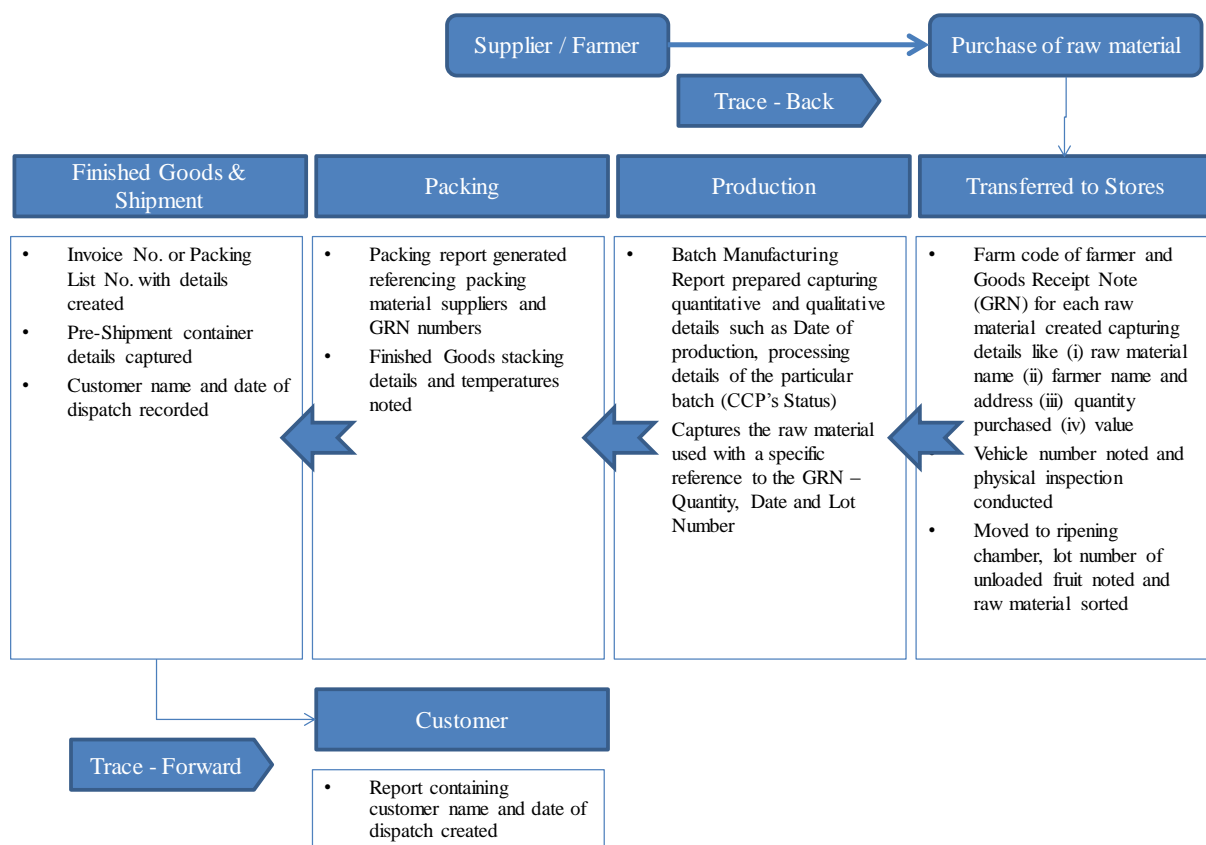 Supplier / Farmer
Purchase of raw material
Trace - Back
Finished Goods &
Shipment
Packing
Production
Transferred to Stores
• Invoice No. or Packing
List No. with details
created
• Pre-Shipment container
details captured
• Customer name and date of
dispatch recorded
• Packing report generated
referencing packing
material suppliers and
GRN numbers
• Finished Goods stacking
details and temperatures
noted
• Batch Manufacturing
Report prepared capturing
quantitative and qualitative
details such as Date of
production, processing
details of the particular
batch (CCP's Status)
• Captures the raw material
used with a specific
reference to the GRN –
Quantity, Date and Lot
Number
• Farm code of farmer and
Goods Receipt Note
(GRN) for each raw
material created capturing
details like (i) raw material
name (ii) farmer name and
address (iii) quantity
purchased (iv) value
• Vehicle number noted and
physical inspection
conducted
• Moved to ripening
chamber, lot number of
unloaded fruit noted and
raw material sorted
Customer
Trace - Forward
• Report containing
customer name and date of
dispatch created